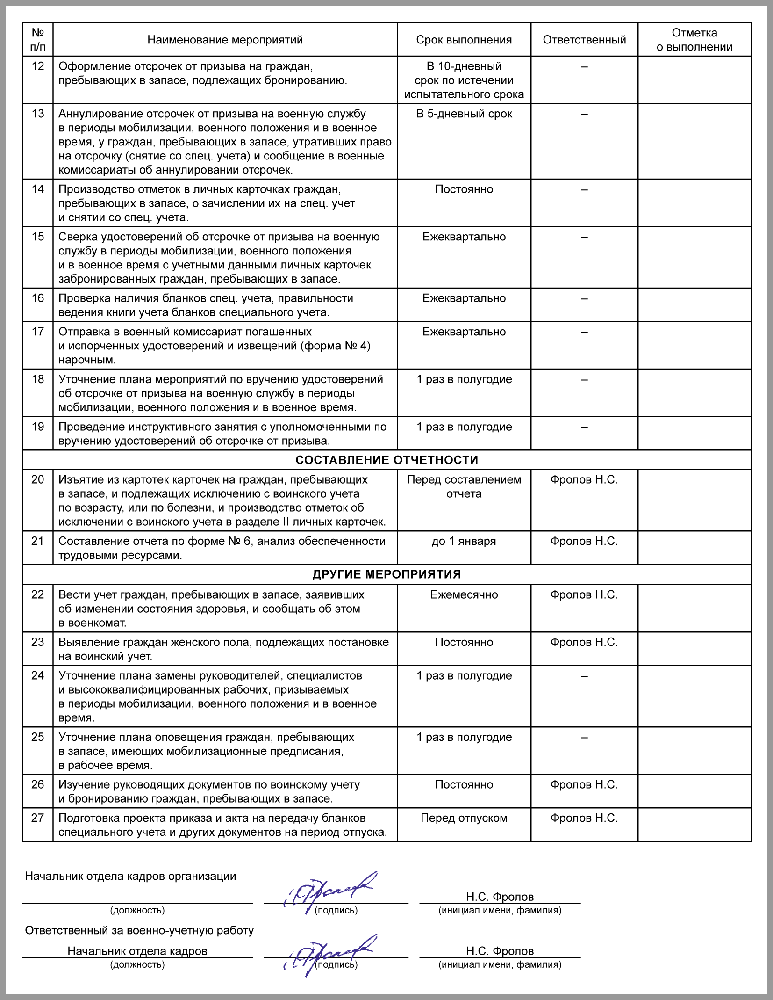 № п/п
Наименование мероприятий
Срок выполнения
Ответственный
Отметка о выполнении
12
Оформление отсрочек от призыва на граждан,
пребывающих в запасе, подлежащих бронированию.
В 10-дневный
срок по истечении
испытательного срока
–
13
Аннулирование отсрочек от призыва на военную службу
в периоды мобилизации, военного положения и в военное
время, у граждан, пребывающих в запасе, утративших право
на отсрочку (снятие со спец. учета) и сообщение в военные
комиссариаты об аннулировании отсрочек.
В 5-дневный срок
–
14
Производство отметок в личных карточках граждан,
пребывающих в запасе, о зачислении их на спец. учет
и снятии со спец. учета.
Постоянно
–
15
Сверка удостоверений об отсрочке от призыва на военную
службу в периоды мобилизации, военного положения
и в военное время с учетными данными личных карточек
забронированных граждан, пребывающих в запасе.
Ежеквартально
–
16
Проверка наличия бланков спец. учета, правильности
ведения книги учета бланков специального учета.
Ежеквартально
–
17
Отправка в военный комиссариат погашенных
и испорченных удостоверений и извещений (форма № 4)
нарочным.
Ежеквартально
–
18
Уточнение плана мероприятий по вручению удостоверений
об отсрочке от призыва на военную службу в периоды
мобилизации, военного положения и в военное время.
1 раз в полугодие
–
19
Проведение инструктивного занятия с уполномоченными по
вручению удостоверений об отсрочке от призыва.
1 раз в полугодие
–
СОСТАВЛЕНИЕ ОТЧЕТНОСТИ
20
Изъятие из картотек карточек на граждан, пребывающих
в запасе, и подлежащих исключению с воинского учета
по возрасту, или по болезни, и производство отметок об
исключении с воинского учета в разделе II личных карточек.
Перед составлением
отчета
Фролов Н.С.
21
Составление отчета по форме № 6, анализ обеспеченности
трудовыми ресурсами.
до 1 января
Фролов Н.С.
ДРУГИЕ МЕРОПРИЯТИЯ
22
Вести учет граждан, пребывающих в запасе, заявивших
об изменении состояния здоровья, и сообщать об этом
в военкомат.
Ежемесячно
Фролов Н.С.
23
Выявление граждан женского пола, подлежащих постановке
на воинский учет.
Постоянно
Фролов Н.С.
24
Уточнение плана замены руководителей, специалистов
и высококвалифицированных рабочих, призываемых
в периоды мобилизации, военного положения и в военное
время.
1 раз в полугодие
–
25
Уточнение плана оповещения граждан, пребывающих
в запасе, имеющих мобилизационные предписания,
в рабочее время.
1 раз в полугодие
–
26
Изучение руководящих документов по воинскому учету
и бронированию граждан, пребывающих в запасе.
Постоянно
Фролов Н.С.
27
Подготовка проекта приказа и акта на передачу бланков
специального учета и других документов на период отпуска.
Перед отпуском
Фролов Н.С.
Начальник отдела кадров организации
Н.С. Фролов
(должность) (подпись) (инициал имени, фамилия)
Ответственный за военно-учетную работу
Начальник отдела кадров Н.С. Фролов
(должность) (подпись) (инициал имени, фамилия)